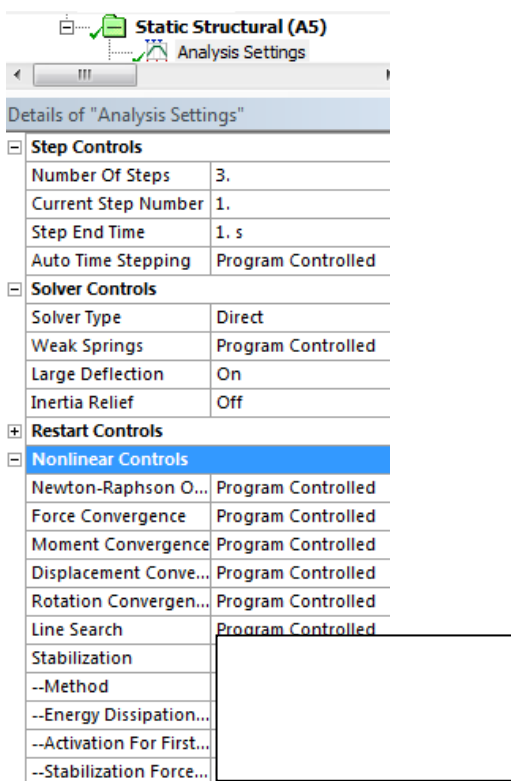 Static Structural (A5)
Analysis Settings
Details of "Analysis Settings"
Step Controls
Number Of Steps 3.
Current Step Number 1.
Step End Time 1. s
Auto Time Stepping Program Controlled
Solver Controls
Solver Type Direct
Weak Springs Program Controlled
Large Deflection On
Inertia Relief Off
Restart Controls
Nonlinear Controls
Newton-Raphson O... Program Controlled
Force Convergence Program Controlled
Moment Convergence Program Controlled
Displacement Conve... Program Controlled
Rotation Convergen... Program Controlled
Line Search Program Controlled
Stabilization
--Method
--Energy Dissipation...
--Activation For First...
--Stabilization Force...